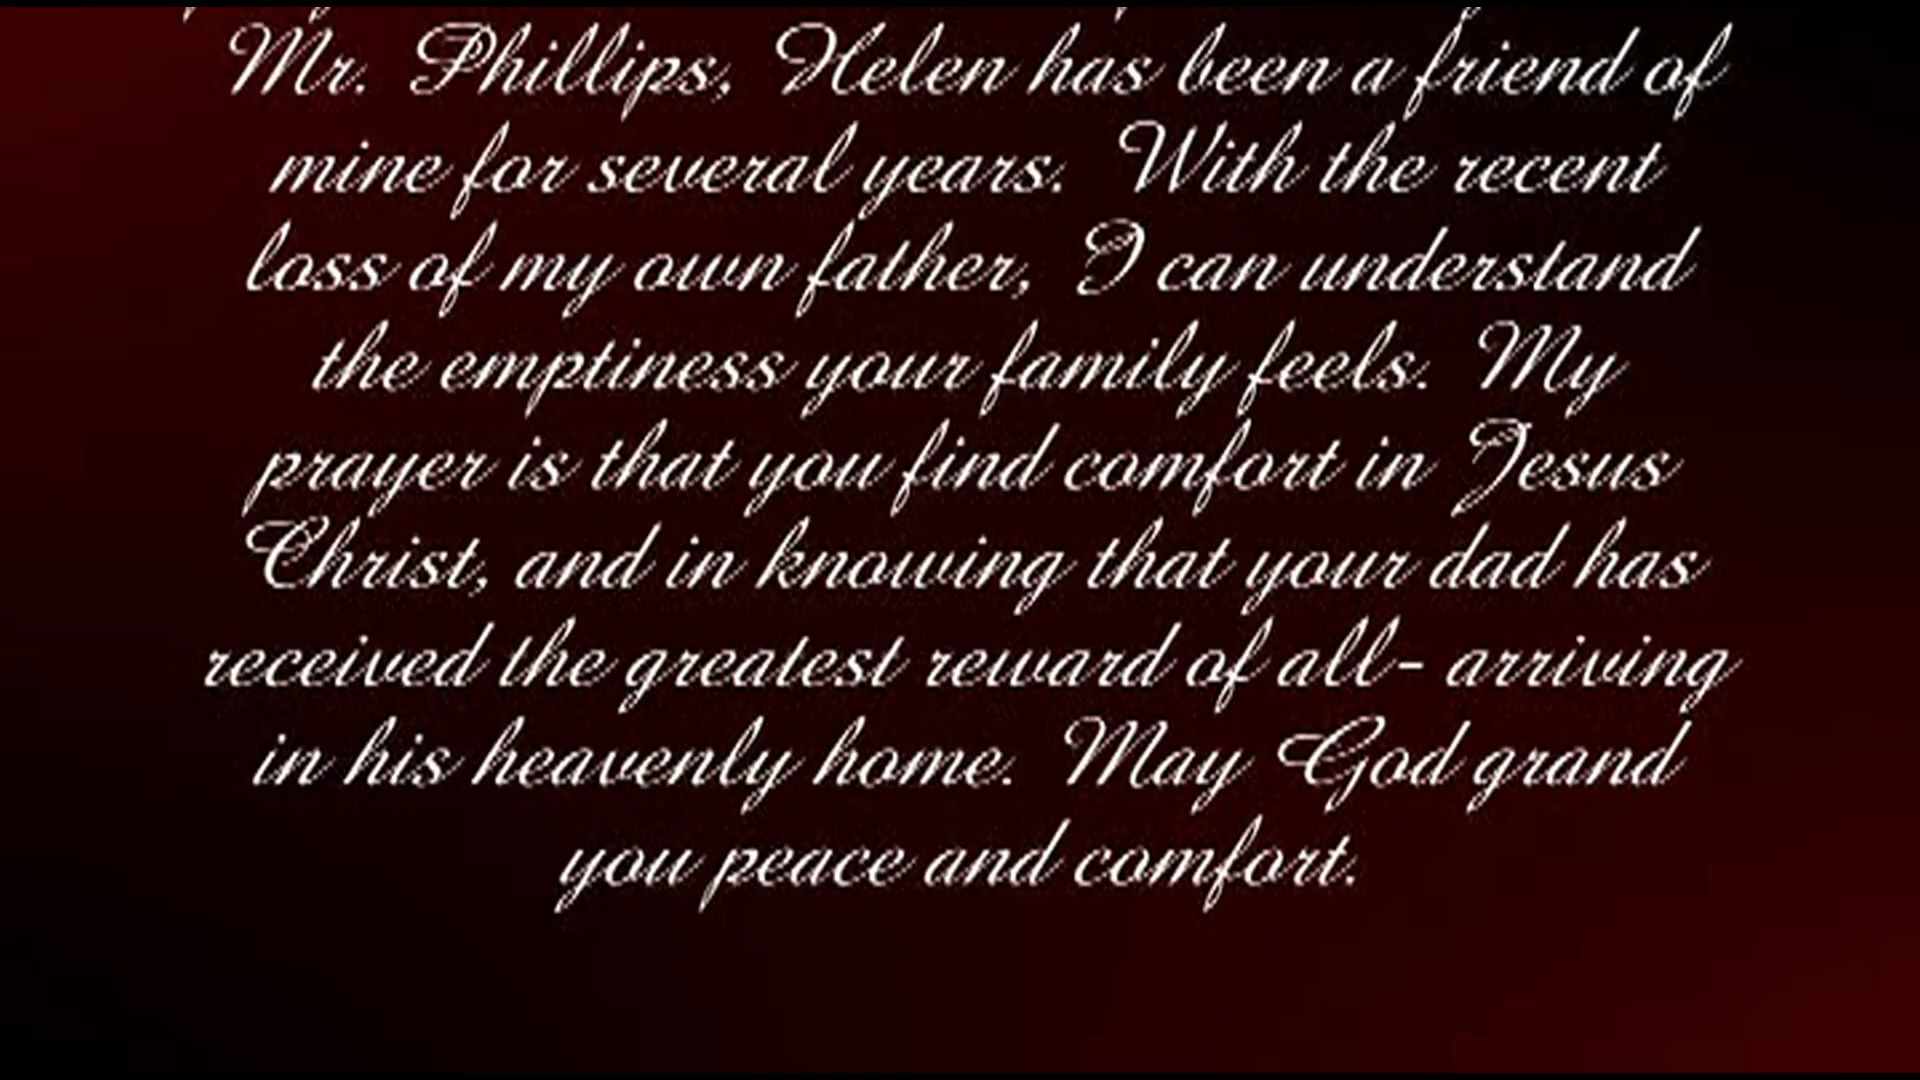 Mr. Phillips, Helen has been a friend of
mine for several years. With the recent
loss of my own father, I can understand
the emptiness your family feels. My
prayer is that you find comfort in Jesus
Christ, and in knowing that your dad has
received the greatest reward of all- arriving
in his heavenly home. May God grand
you peace and comfort.